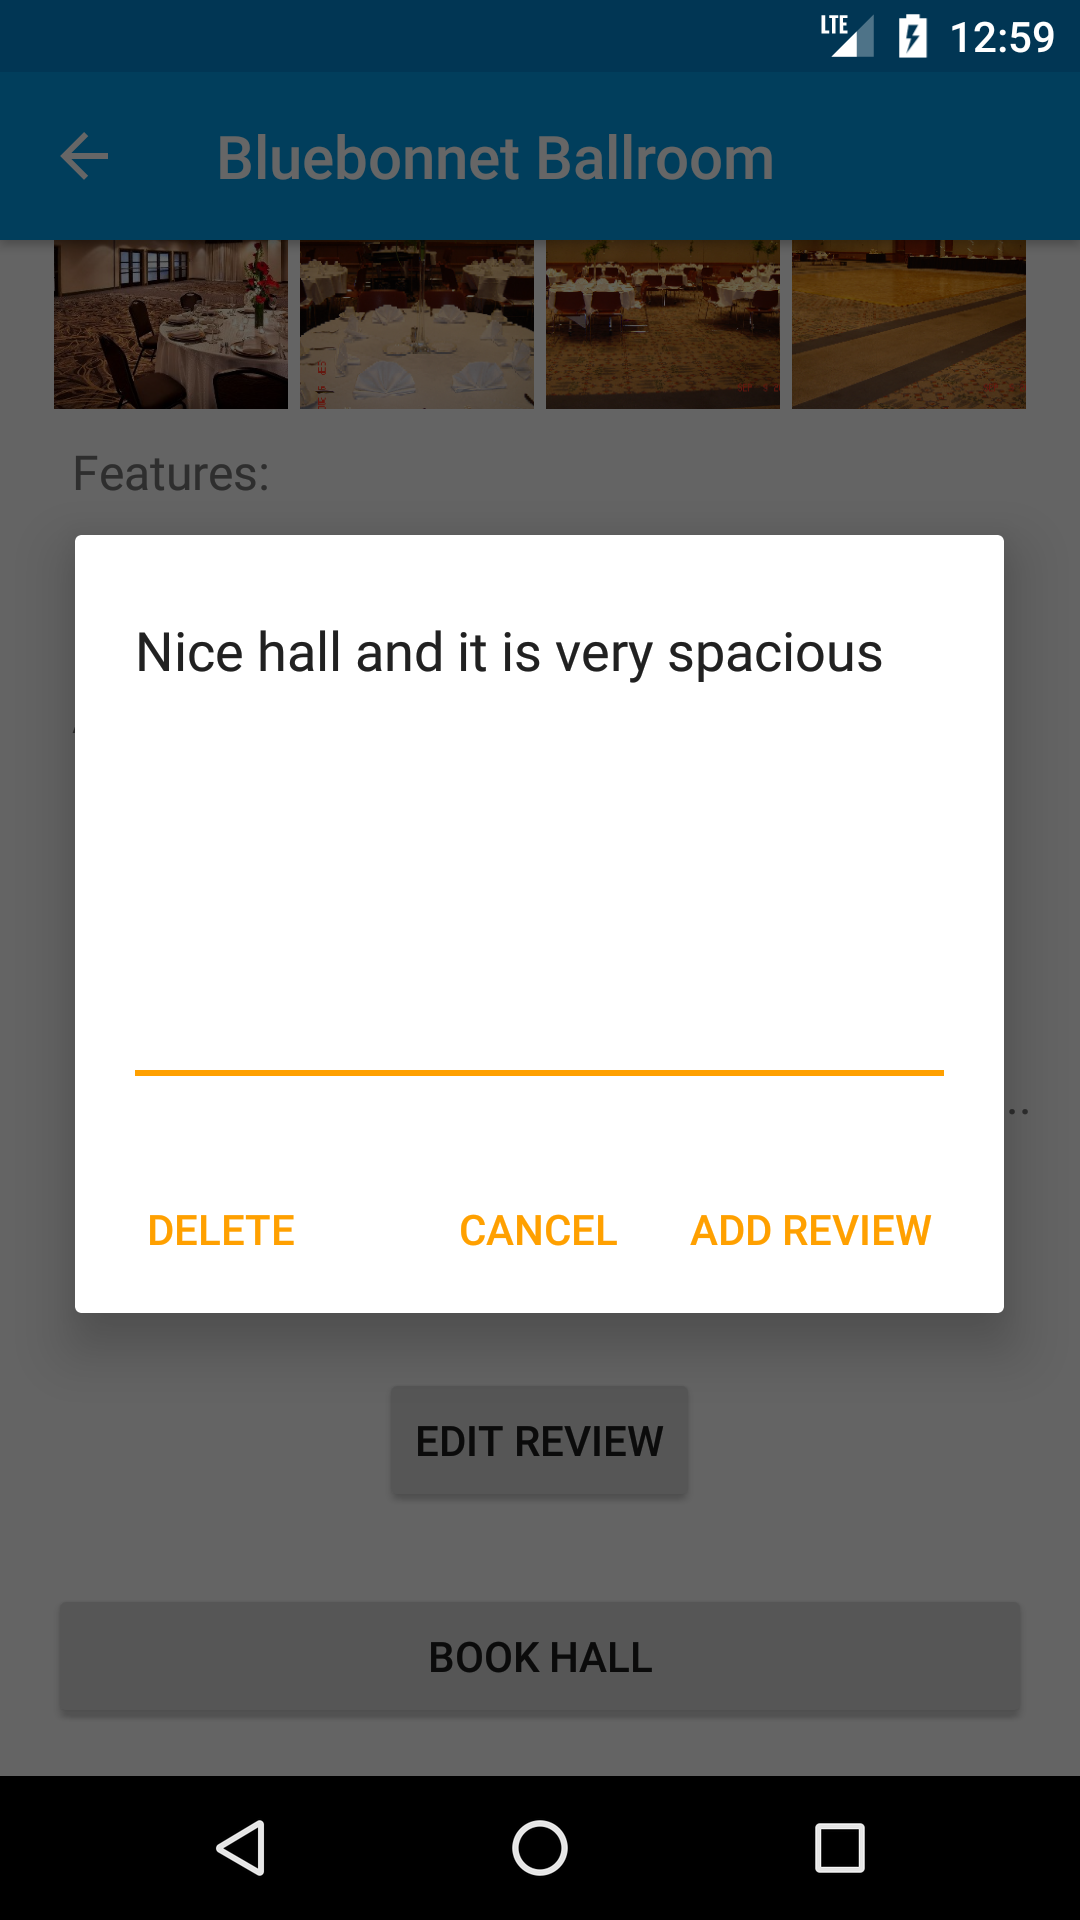 LTE 12:59
Bluebonnet Ballroom
Features:
Nice hall and it is very spacious
..
DELETE CANCEL ADD REVIEW
EDIT REVIEW
BOOK HALL